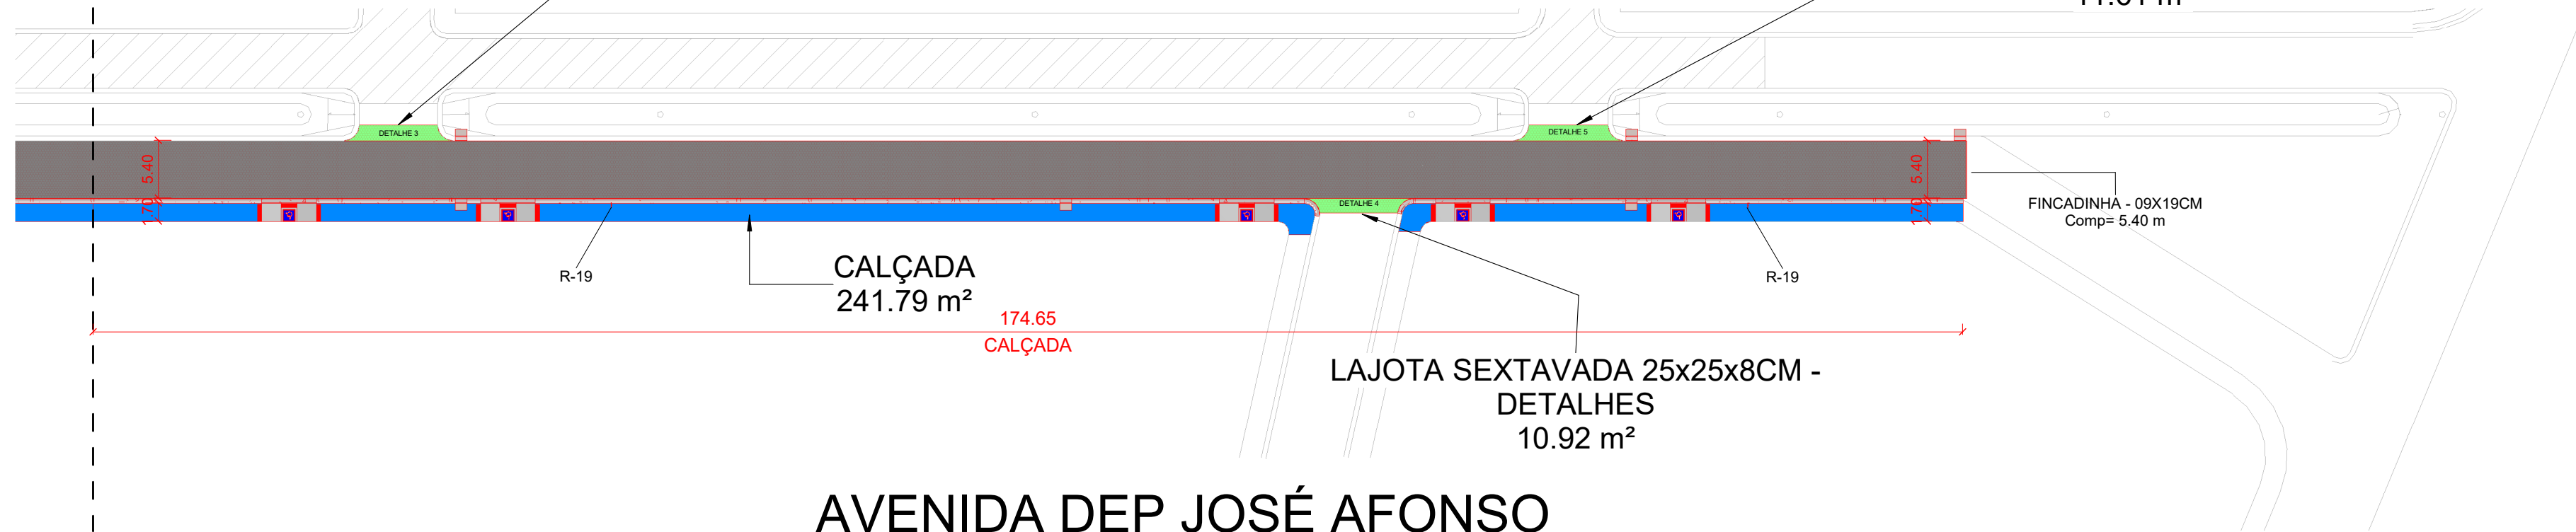 DETALHE 3
DETALHE 5
5.40
5.40
1.70
1.70
DETALHE 4
FINCADINHA - 09X19CM
Comp= 5.40 m
R-19
R-19
CALÇADA
241.79 m²
174.65
CALÇADA
LAJOTA SEXTAVADA 25x25x8CM -
DETALHES
10.92 m²
AVENIDA DEP JOSÉ AFONSO